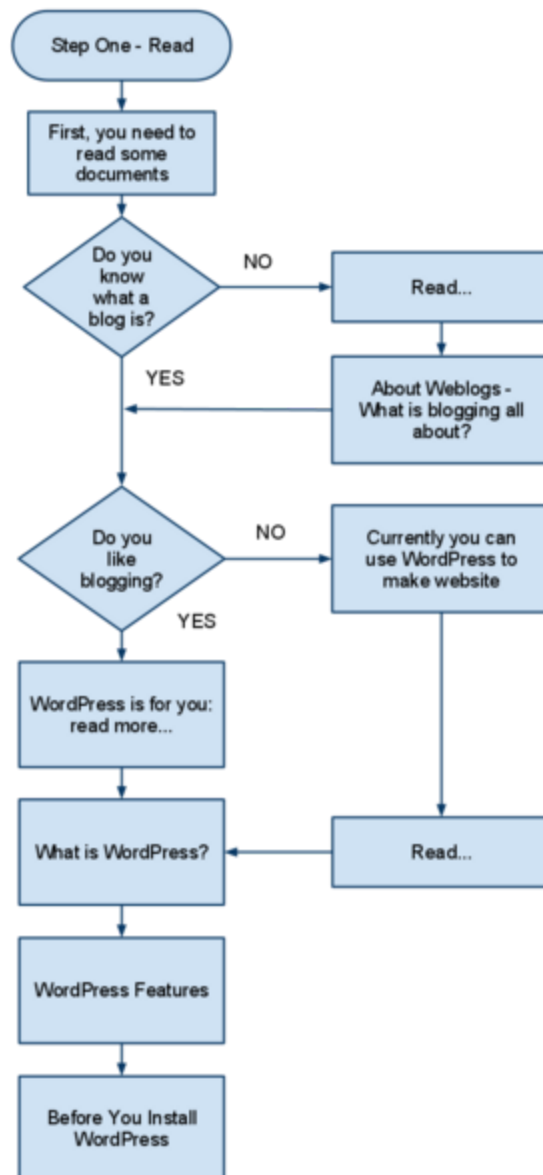 Step One - Read
First, you need to
read some
documents
Do you
know
what a
blog is?
NO
Read...
YES
About Weblogs -
What is blogging all
about?
Do you
like
blogging?
NO
Currently you can
use WordPress to
make website
YES
WordPress is for you:
read more...
What is WordPress?
Read...
WordPress Features
Before You Install
WordPress